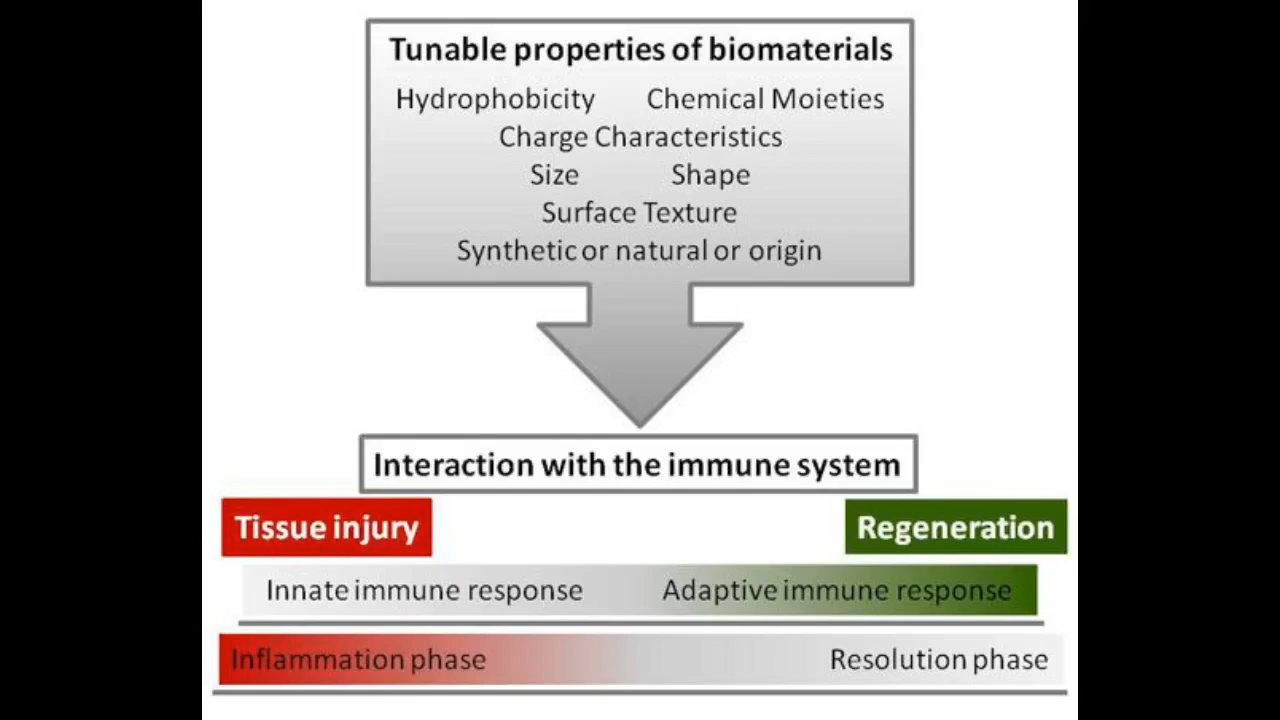 Tunable properties of biomaterials
Hydrophobicity Chemical Moieties
Charge Characteristics
Size Shape
Surface Texture
Synthetic or natural or origin
Interaction with the immune system
Tissue injury Regeneration
Innate immune response Adaptive immune response
Inflammation phase Resolution phase